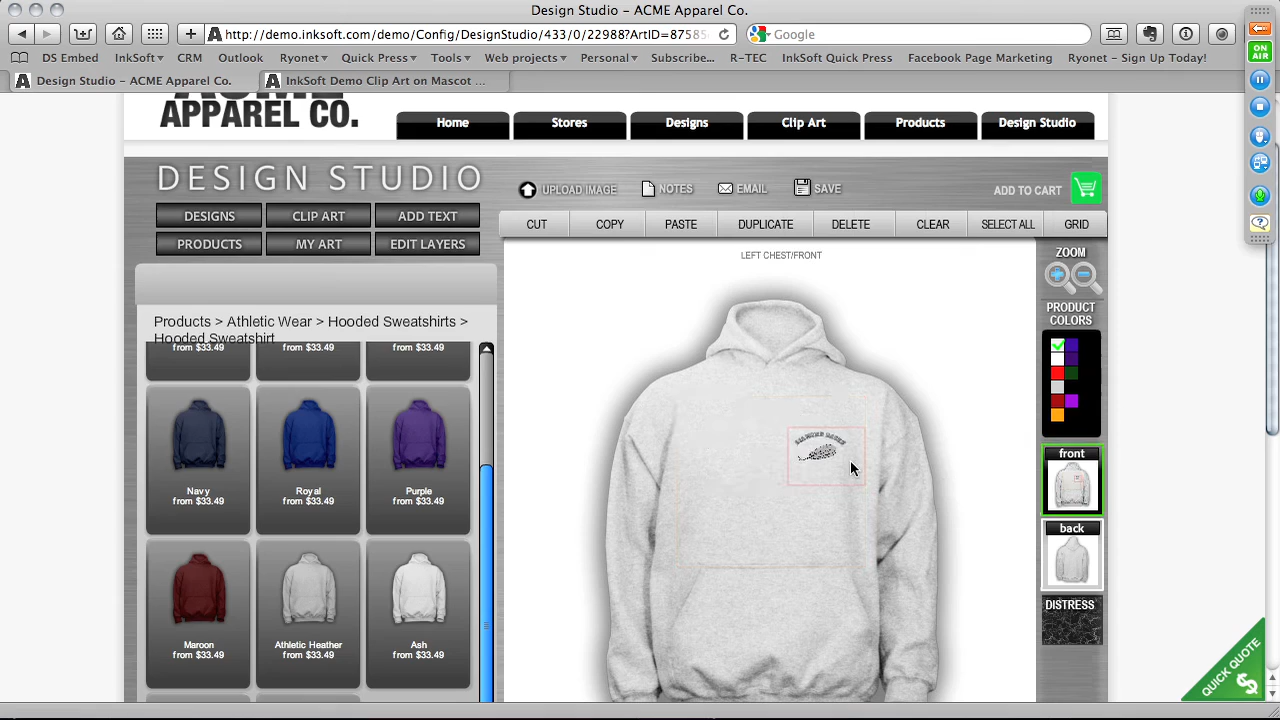 Design Studio – ACME Apparel Co.
http://demo.inksoft.com/demo/Config/DesignStudio/433/0/22988?ArtID=8758
Google
DS Embed InkSoft CRM Outlook Ryonet Quick Press Tools Web projects Personal Subscribe... R-TEC InkSoft Quick Press Facebook Page Marketing Ryonet – Sign Up Today!
Design Studio – ACME Apparel Co. InkSoft Demo Clip Art on Mascot ...
ON AIR
ACME
APPAREL CO.
Home Stores Designs Clip Art Products Design Studio
DESIGN STUDIO
UPLOAD IMAGE NOTES EMAIL SAVE ADD TO CART
DESIGNS CLIP ART ADD TEXT
PRODUCTS MY ART EDIT LAYERS
CUT COPY PASTE DUPLICATE DELETE CLEAR SELECT ALL GRID
LEFT CHEST/FRONT
ZOOM
PRODUCT
COLORS
Products > Athletic Wear > Hooded Sweatshirts >
Hooded Sweatshirt
from $33.49 from $33.49 from $33.49
Navy
from $33.49
Royal
from $33.49
Purple
from $33.49
Maroon
from $33.49
Athletic Heather
from $33.49
Ash
from $33.49
front
back
DISTRESS
QUICK QUOTE
$